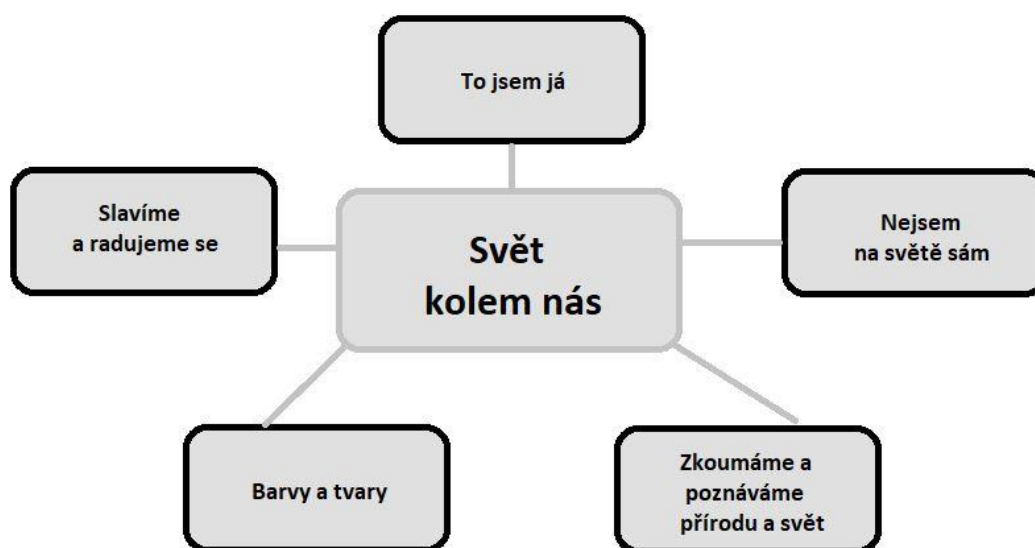 To jsem já
Slavíme
a radujeme se
Svět
kolem nás
Nejsem
na světě sám
Barvy a tvary
Zkoumáme a
poznáváme
přírodu a svět